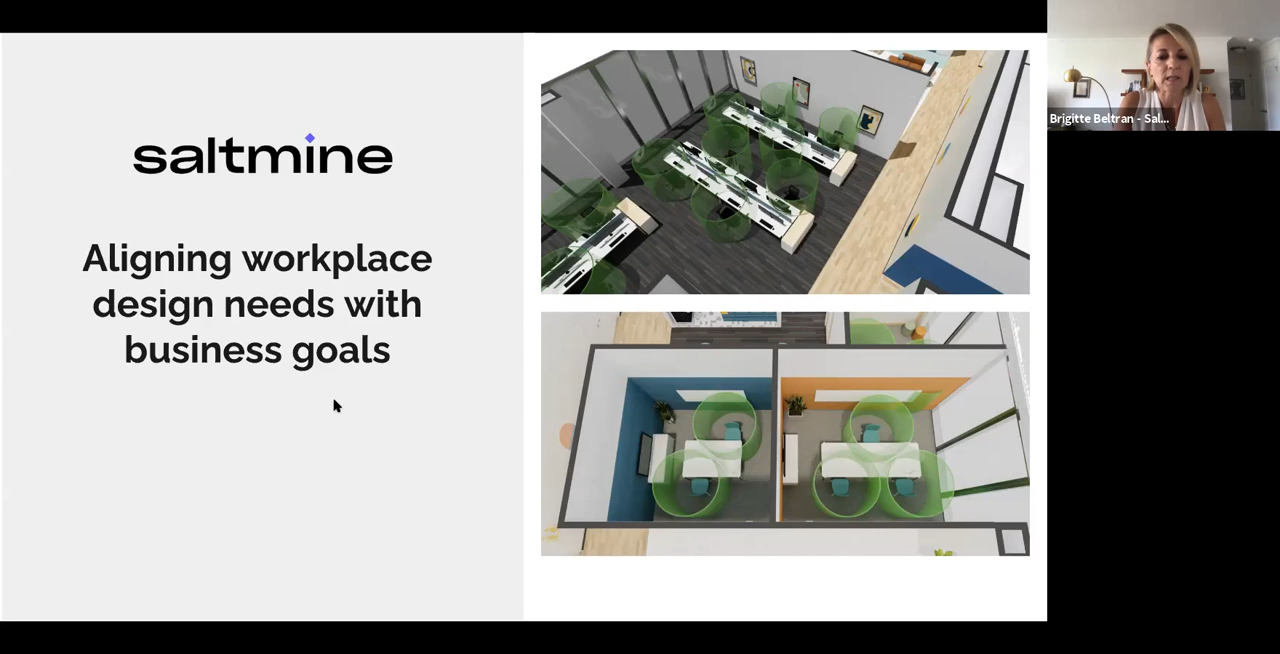 saltmine
Aligning workplace
design needs with
business goals
Brigitte Beltran - Sal...